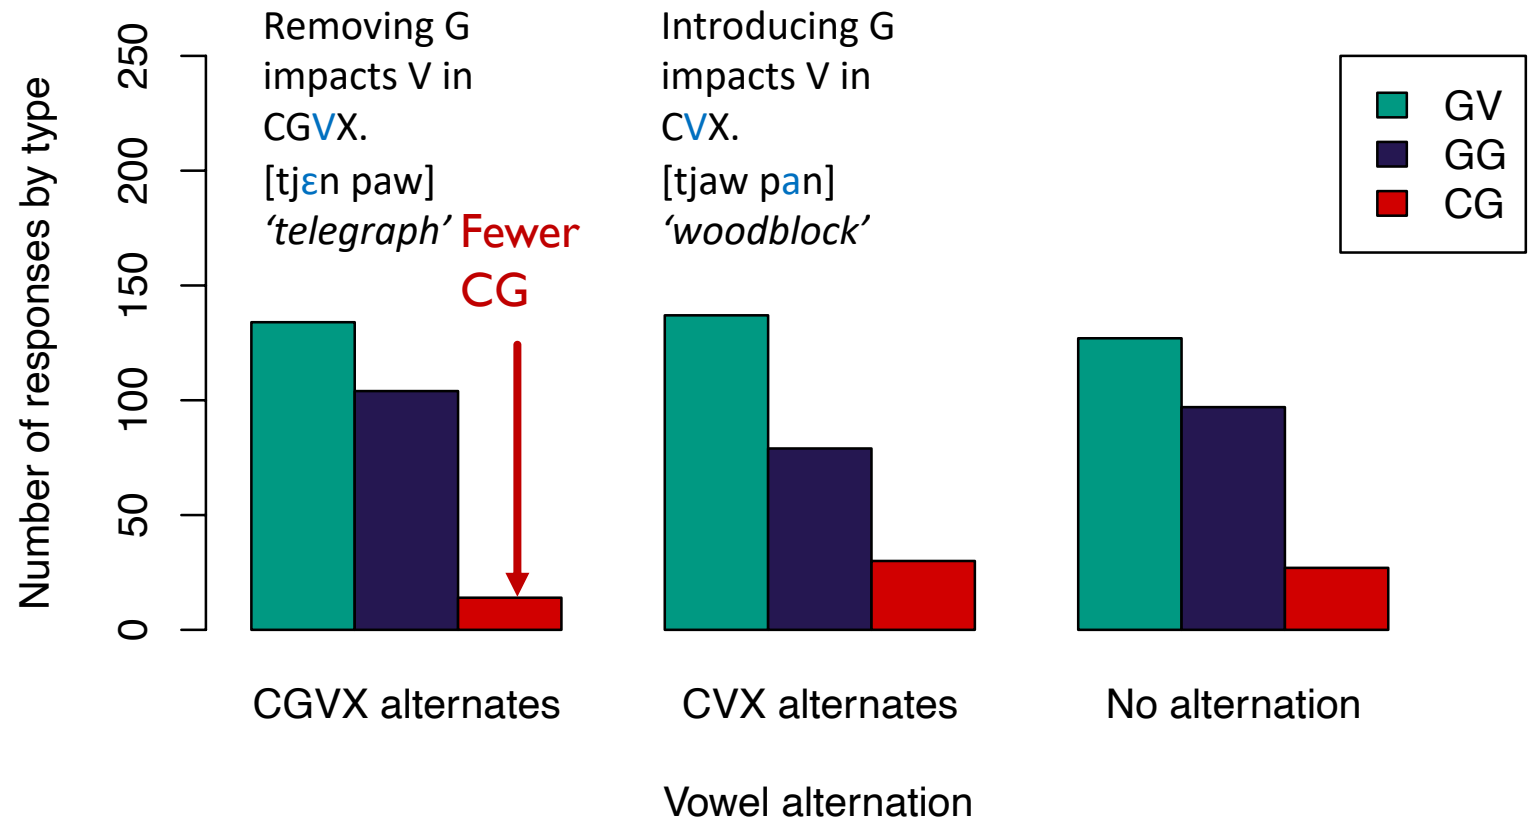 Removing G
impacts V in
CGVX.
[tjɛn paw]
‘telegraph’
Fewer
CG
Introducing G
impacts V in
CVX.
[tjaw pan]
‘woodblock’
GV
GG
CG
Number of responses by type
250
200
150
100
50
0
CGVX alternates
CVX alternates
No alternation
Vowel alternation